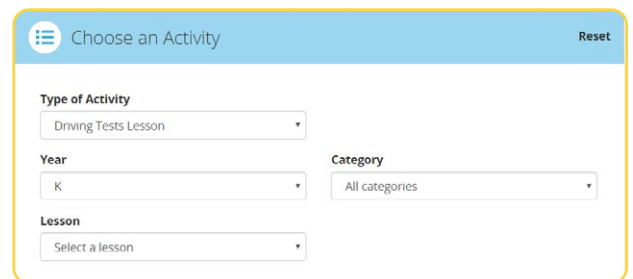 Choose an Activity
Reset
Type of Activity
Driving Tests Lesson
Year
Category
K
All categories
Lesson
Select a lesson